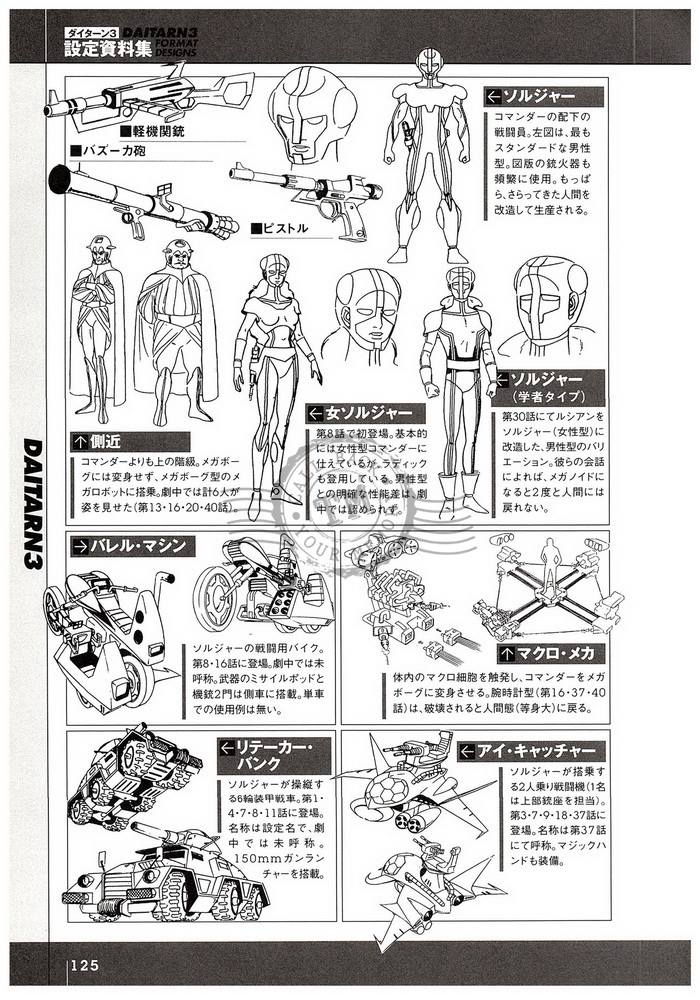 ダイターン3
設定資料集
DAITARN3
FORMAT
DESIGNS
■軽機関銃
■バズーカ砲
■ピストル
←ソルジャー
コマンダーの配下の
戦闘員。左図は、最も
スタンダードな男性
型。図版の銃火器も
頻繁に使用。もっぱ
ら、さらってきた人間を
改造して生産される。
←ソルジャー
(学者タイプ)
第30話にてルシアンを
ソルジャー(女性型)に
改造した、男性型のバリ
エーション。彼らの会話
によれば、メガノイドに
なると2度と人間には
戻れない。
←女ソルジャー
第8話で初登場。基本的
には女性型コマンダーに
仕えているが、ラディック
も登用している。男性型
との明確な性能差は、劇
中では認められず。
↑側近
コマンダーよりも上の階級。メガボー
グには変身せず、メガボーグ型のメ
ガロボットに搭乗。劇中では計6人が
姿を見せた(第13・16・20・40話)。
DAITARN3
→バレル・マシン
ソルジャーの戦闘用バイク。
第8・16話に登場。劇中では未
呼称。武器のミサイルポッドと
機銃2門は側車に搭載。単車
での使用例は無い。
↑マクロ・メカ
体内のマクロ細胞を触発し、コマンダーをメガ
ボーグに変身させる。腕時計型(第16・37・40
話)は、破壊されると人間態(等身大)に戻る。
←リテーカー・
バンク
ソルジャーが操縦す
る6輪装甲戦車。第1・
4・7・8・11話に登場。
名称は設定名で、劇
中では未呼称。
150mmガンラン
チャーを搭載。
←アイ・キャッチャー
ソルジャーが搭乗す
る2人乗り戦闘機(1名
は上部銃座を担当)。
第3・7・9・18・37話に
登場。名称は第37話
にて呼称。マジックハ
ンドも装備。
125